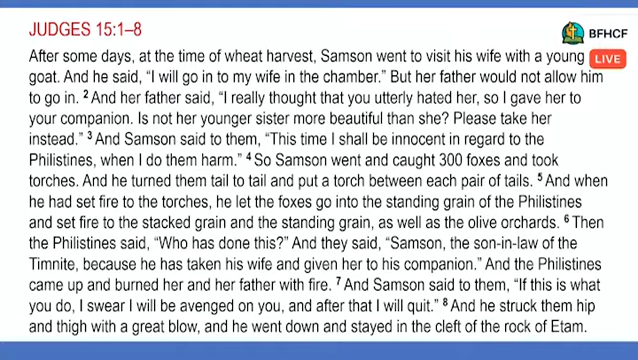 JUDGES 15:1–8
BFHCF
LIVE
After some days, at the time of wheat harvest, Samson went to visit his wife with a young
goat. And he said, “I will go in to my wife in the chamber.” But her father would not allow him
to go in. ² And her father said, “I really thought that you utterly hated her, so I gave her to
your companion. Is not her younger sister more beautiful than she? Please take her
instead.” ³ And Samson said to them, “This time I shall be innocent in regard to the
Philistines, when I do them harm.” ⁴ So Samson went and caught 300 foxes and took
torches. And he turned them tail to tail and put a torch between each pair of tails. ⁵ And when
he had set fire to the torches, he let the foxes go into the standing grain of the Philistines
and set fire to the stacked grain and the standing grain, as well as the olive orchards. ⁶ Then
the Philistines said, “Who has done this?” And they said, “Samson, the son-in-law of the
Timnite, because he has taken his wife and given her to his companion.” And the Philistines
came up and burned her and her father with fire. ⁷ And Samson said to them, “If this is what
you do, I swear I will be avenged on you, and after that I will quit.” ⁸ And he struck them hip
and thigh with a great blow, and he went down and stayed in the cleft of the rock of Etam.